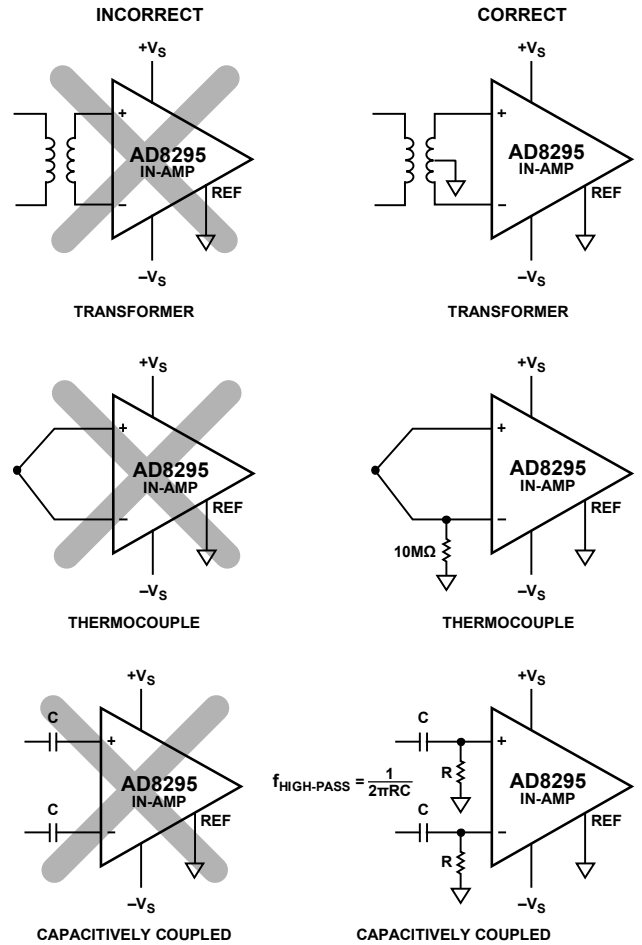 INCORRECT
CORRECT
+VS
+
AD8295
IN-AMP
REF
−
−VS
TRANSFORMER
+VS
+
AD8295
IN-AMP
REF
−
−VS
TRANSFORMER
+VS
+
AD8295
IN-AMP
REF
−
−VS
THERMOCOUPLE
+VS
+
AD8295
IN-AMP
REF
−
10MΩ
−VS
THERMOCOUPLE
+VS
C
+
AD8295
IN-AMP
C
−
REF
−VS
CAPACITIVELY COUPLED
fHIGH-PASS = 1/2πRC
+VS
C
+
R
AD8295
IN-AMP
C
−
REF
R
−VS
CAPACITIVELY COUPLED